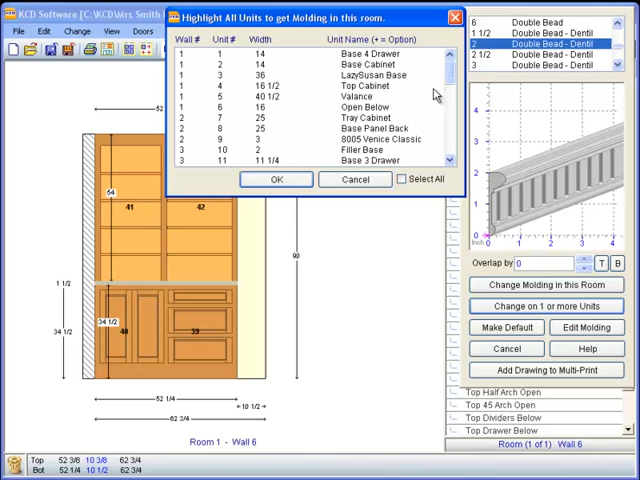 KCD Software [C:\KCD\Mrs Smith
File Change View Doors
Highlight All Units to get Molding in this room.
Wall # Unit # Width Unit Name (+ = Option)
1 1 14 Base 4 Drawer
1 2 14 Base Cabinet
1 3 36 LazySusan Base
1 4 16 1/2 Top Cabinet
1 5 40 1/2 Valance
1 6 16 Open Below
2 7 25 Tray Cabinet
2 8 25 Base Panel Back
2 9 3 8005 Venice Classic
3 10 2 Filler Base
3 11 11 1/4 Base 3 Drawer
OK Cancel Select All
6 Double Bead
1 1/2 Double Bead - Dentil
2 Double Bead - Dentil
2 1/2 Double Bead - Dentil
3 Double Bead - Dentil
4
3
2
1
0
Inch 0 1 2 3 4
Overlap by 0 T B
Change Molding in this Room
Change on 1 or more Units
Make Default Edit Molding
Cancel Help
Add Drawing to Multi-Print
Top Half Arch Open
Top 45 Arch Open
Top Dividers Below
Top Drawer Below
Room (1 of 1) Wall 6
52
54
41 42
90
1 1/2
34 1/2
34 1/2
40 39
52 1/4
10 1/2
62 3/4
Room 1 - Wall 6
Top 52 3/8 10 3/8 62 3/4
Bot 52 1/4 10 1/2 62 3/4